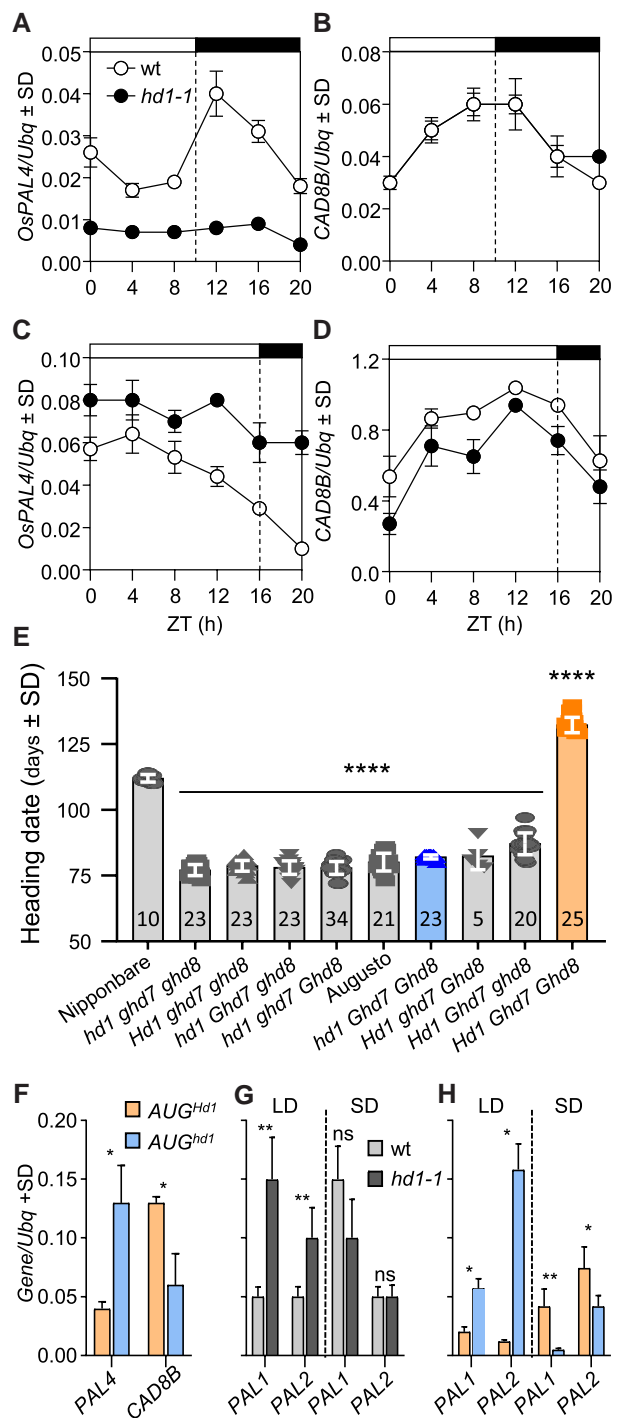 A
B
0.05
0.04
0.03
0.02
0.01
0.00
OsPAL4/Ubq ± SD
wt
hd1-1
0 4 8 12 16 20
0.08
0.06
0.04
0.02
0.00
CAD8B/Ubq ± SD
0 4 8 12 16 20
C
D
0.10
0.08
0.06
0.04
0.02
0.00
OsPAL4/Ubq ± SD
0 4 8 12 16 20
ZT (h)
1.2
0.8
0.4
0.0
CAD8B/Ubq ± SD
0 4 8 12 16 20
ZT (h)
E
150
125
100
75
50
Heading date (days ± SD)
****
****
10 23 23 23 34 21 23 5 20 25
Nipponbare
hd1 ghd7 ghd8
Hd1 ghd7 ghd8
hd1 Ghd7 ghd8
hd1 ghd7 Ghd8
Augusto
hd1 Ghd7 Ghd8
Hd1 ghd7 Ghd8
Hd1 Ghd7 ghd8
Hd1 Ghd7 Ghd8
F
AUGHd1
AUGhd1
0.20
0.15
0.10
0.05
0.00
Gene/Ubq +SD
* *
PAL4 CAD8B
G
LD SD
** ** ns ns
wt
hd1-1
PAL1 PAL2 PAL1 PAL2
H
LD SD
* * ** *
PAL1 PAL2 PAL1 PAL2